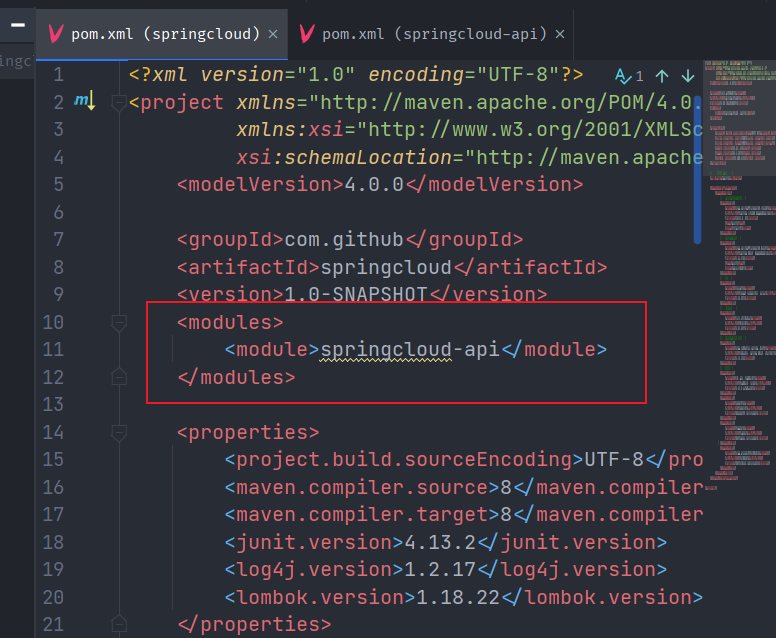 ingc
pom.xml (springcloud) ×
pom.xml (springcloud-api) ×
1 <?xml version="1.0" encoding="UTF-8"?>
1
2 <project xmlns="http://maven.apache.org/POM/4.0.
3 xmlns:xsi="http://www.w3.org/2001/XMLSc
4 xsi:schemaLocation="http://maven.apache
5 <modelVersion>4.0.0</modelVersion>
6
7 <groupId>com.github</groupId>
8 <artifactId>springcloud</artifactId>
9 <version>1.0-SNAPSHOT</version>
10 <modules>
11 <module>springcloud-api</module>
12 </modules>
13
14 <properties>
15 <project.build.sourceEncoding>UTF-8</pro
16 <maven.compiler.source>8</maven.compiler
17 <maven.compiler.target>8</maven.compiler
18 <junit.version>4.13.2</junit.version>
19 <log4j.version>1.2.17</log4j.version>
20 <lombok.version>1.18.22</lombok.version>
21 </properties>